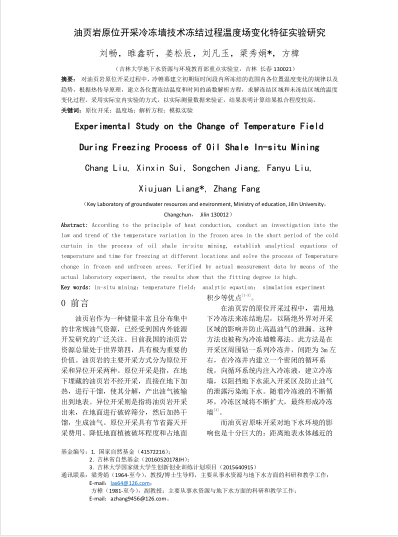 油页岩原位开采冷冻墙技术冻结过程温度场变化特征实验研究
刘畅，睢鑫昕，姜松辰，刘凡玉，梁秀娟*，方樟
（吉林大学地下水资源与环境教育部重点实验室，吉林 长春 130021）
摘要： 对油页岩原位开采过程中，冷帷幕建立初期短时间段内所冻结的范围内各位置温度变化的规律以及
趋势，根据热传导原理；建立各位置冻结温度和时间的函数解析方程，求解冻结区域和未冻结区域的温度
变化过程。采用实际室内实验的方式，以实际测量数据来验证，结果表明计算结果拟合程度较高。
关键词：原位开采；温度场；解析方程；模拟实验
Experimental Study on the Change of Temperature Field
During Freezing Process of Oil Shale In-situ Mining
Chang Liu, Xinxin Sui, Songchen Jiang, Fanyu Liu,
Xiujuan Liang*, Zhang Fang
（Key Laboratory of groundwater resources and environment, Ministry of education, Jilin University,
Changchun， Jilin 130012）
Abstract: According to the principle of heat conduction, conduct an investigation into the
law and trend of the temperature variation in the frozen area in the short period of the cold
curtain in the process of oil shale in-situ mining, establish analytical equations of
temperature and time for freezing at different locations and solve the process of Temperature
change in frozen and unfrozen areas. Ferified by actual measurement data by means of the
actual laboratory experiment, the results show that the fitting degree is high.
Key words: in-situ mining; temperature field； analytic equation； simulation experiment
0 前言
油页岩作为一种储量丰富且分布集中
的非常规油气资源，已经受到国内外能源
开发研究的广泛关注。目前我国的油页岩
资源总量处于世界第四，具有极为重要的
价值。油页岩的主要开采方式分为原位开
采和异位开采两种。原位开采是指，在地
下埋藏的油页岩不经开采，直接在地下加
热，进行干馏，使其分解，产出油气被输
出到地表。异位开采则是指将油页岩开采
出来，在地面进行破碎筛分，然后加热干
馏，生成油气。原位开采具有节省露天开
采费用、降低地面植被破坏程度和占地面
积少等优点[1-3]。
在油页岩的原位开采过程中，需用地
下冷冻法来冻结地层，以隔绝外界对开采
区域的影响并防止高温油气的泄漏。这种
方法也被称为冷冻墙帷幕法。此方法是在
开采区周围钻一系列冷冻井，间距为 3m 左
右，在冷冻井内建立一个密闭的循环系
统，向循环系统内注入冷冻液，建立冷冻
墙，以阻挡地下水流入开采区及防止油气
的泄露污染地下水。随着冷冻液的不断循
环，冷冻区域将不断扩大，最终形成冷冻
墙[4]。
而油页岩原味开采对地下水环境的影
响也是十分巨大的：距离地表水体越近的
基金编号：1. 国家自然基金（41572216）；
2. 吉林省自然基金（20160520178JH）；
3. 吉林大学国家级大学生创新创业训练计划项目（2015640915）
通讯联系：梁秀娟（1964-至今），教授/博士生导师，主要从事水资源与地下水方面的科研和教学工作；
E-mail：lax64@126.com；
方樟（1981-至今），副教授；主要从事水资源与地下水方面的科研和教学工作；
E-mail：azhang9456@126.com；